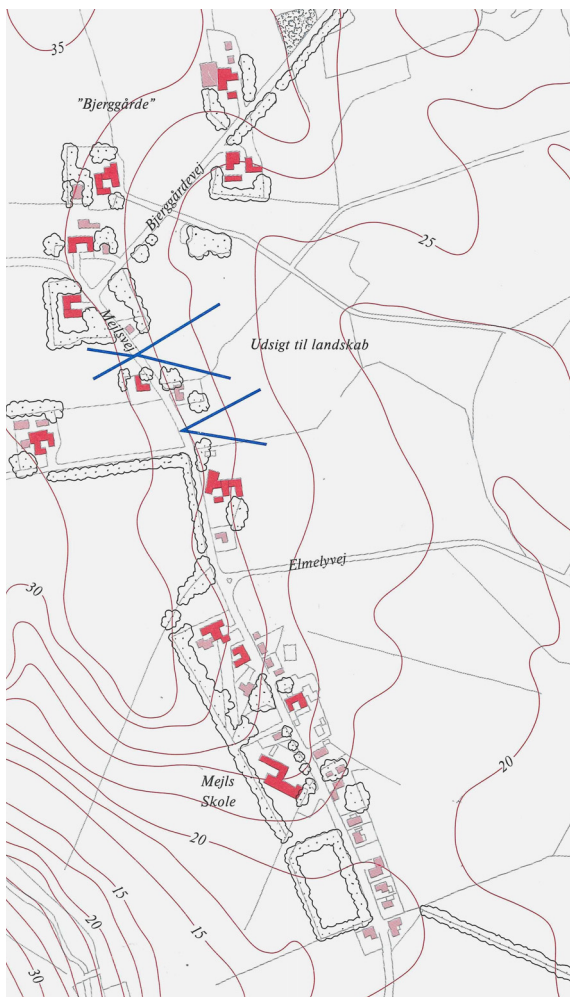 35
"Bjerggårde"
Bjerggårdevej
25
Mejlsvej
Udsigt til landskab
Elmelyvej
30
20
Mejls
Skole
20
15
15
20
30